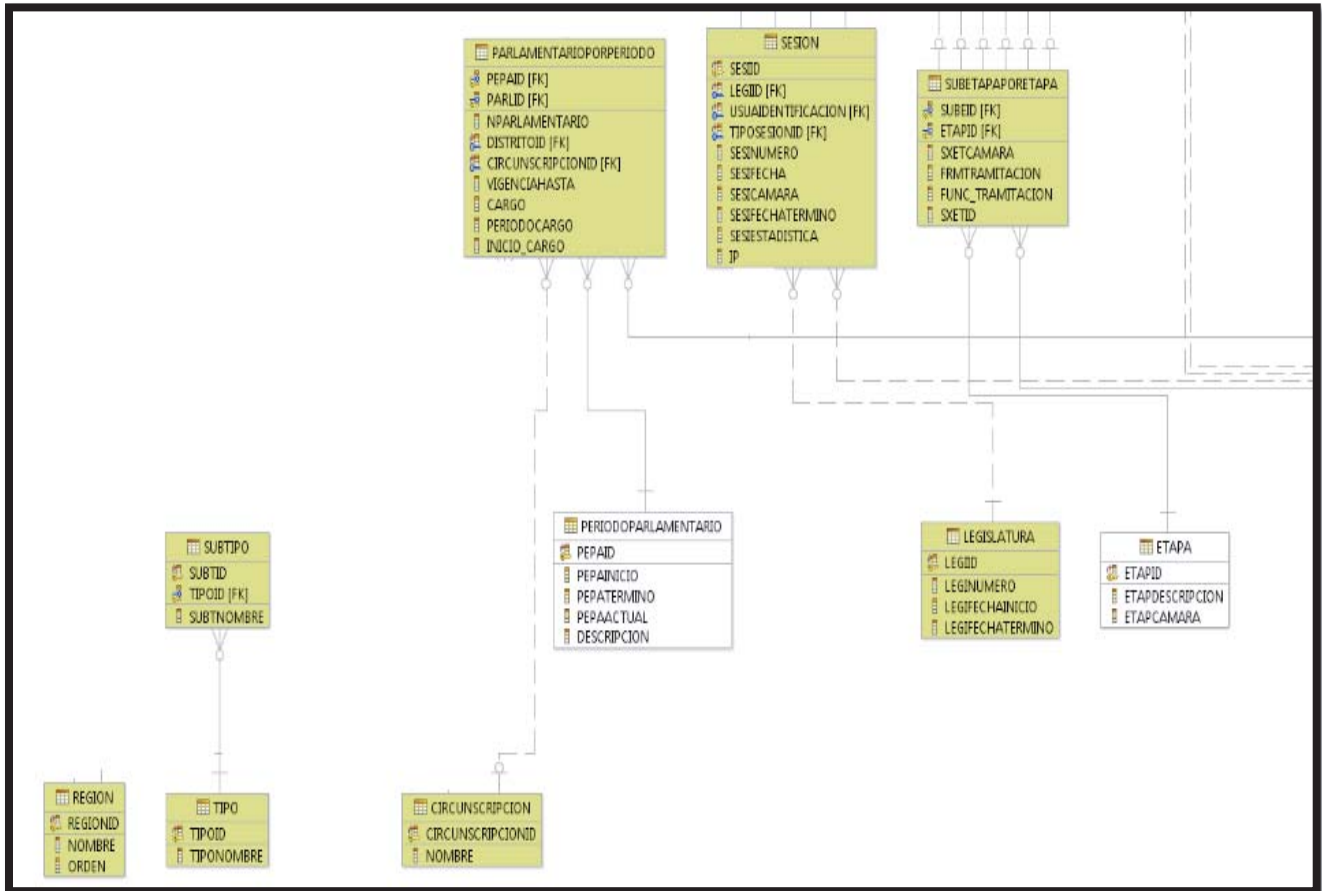 PARLAMENTARIOPORPERIODO
PEPAID [FK]
PARLID [FK]
NPARLAMENTARIO
DISTRITOID [FK]
CIRCUNSCRIPCIONID [FK]
VIGENCIAHASTA
CARGO
PERIODOCARGO
INICIO_CARGO
SESION
SESIID
LEGIID [FK]
USUAIDENTIFICACION [FK]
TIPOSESIONID [FK]
SESINUMERO
SESIFECHA
SESICAMARA
SESIFECHATERMINO
SESIESTADISTICA
IP
SUBETAPAPORETAPA
SUBEID [FK]
ETAPID [FK]
SXETCAMARA
FRMTRAMITACION
FUNC_TRAMITACION
SXETID
SUBTIPO
SUBTID
TIPOID [FK]
SUBTNOMBRE
PERIODOPARLAMENTARIO
PEPAID
PEPAINICIO
PEPATERMINO
PEPAACTUAL
DESCRIPCION
LEGISLATURA
LEGIID
LEGINUMERO
LEGIFECHAINICIO
LEGIFECHATERMINO
ETAPA
ETAPID
ETAPDESCRIPCION
ETAPCAMARA
REGION
REGIONID
NOMBRE
ORDEN
TIPO
TIPOID
TIPONOMBRE
CIRCUNSCRIPCION
CIRCUNSCRIPCIONID
NOMBRE